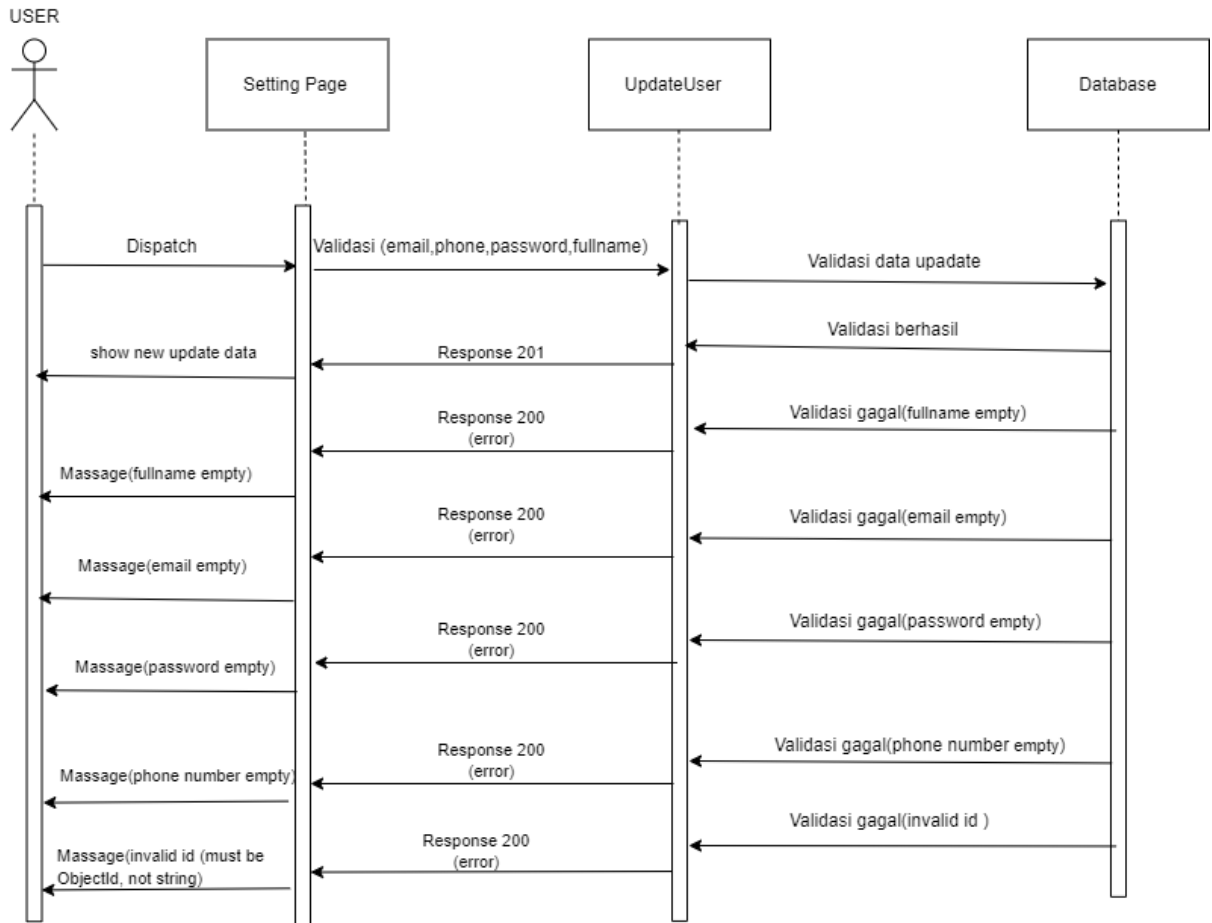 USER
Setting Page
UpdateUser
Database
Dispatch
Validasi (email,phone,password,fullname)
Validasi data upadate
Validasi berhasil
show new update data
Response 201
Validasi gagal(fullname empty)
Response 200
(error)
Massage(fullname empty)
Validasi gagal(email empty)
Response 200
(error)
Massage(email empty)
Validasi gagal(password empty)
Response 200
(error)
Massage(password empty)
Validasi gagal(phone number empty)
Response 200
(error)
Massage(phone number empty)
Validasi gagal(invalid id )
Response 200
(error)
Massage(invalid id (must be
ObjectId, not string)